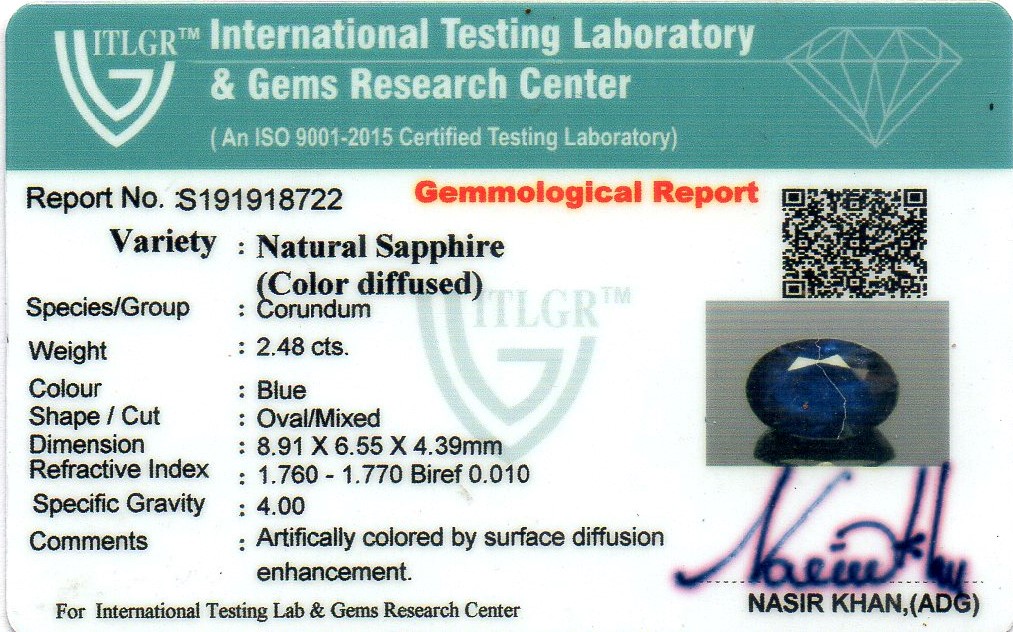 ITLGR™ International Testing Laboratory
& Gems Research Center
( An ISO 9001-2015 Certified Testing Laboratory)
Report No. :S191918722
Gemmological Report
Variety : Natural Sapphire
(Color diffused)
Species/Group : Corundum
Weight : 2.48 cts.
Colour : Blue
Shape / Cut : Oval/Mixed
Dimension : 8.91 X 6.55 X 4.39mm
Refractive Index : 1.760 - 1.770 Biref 0.010
Specific Gravity : 4.00
Comments : Artifically colored by surface diffusion
enhancement.
ITLGR™
For International Testing Lab & Gems Research Center
NASIR KHAN,(ADG)